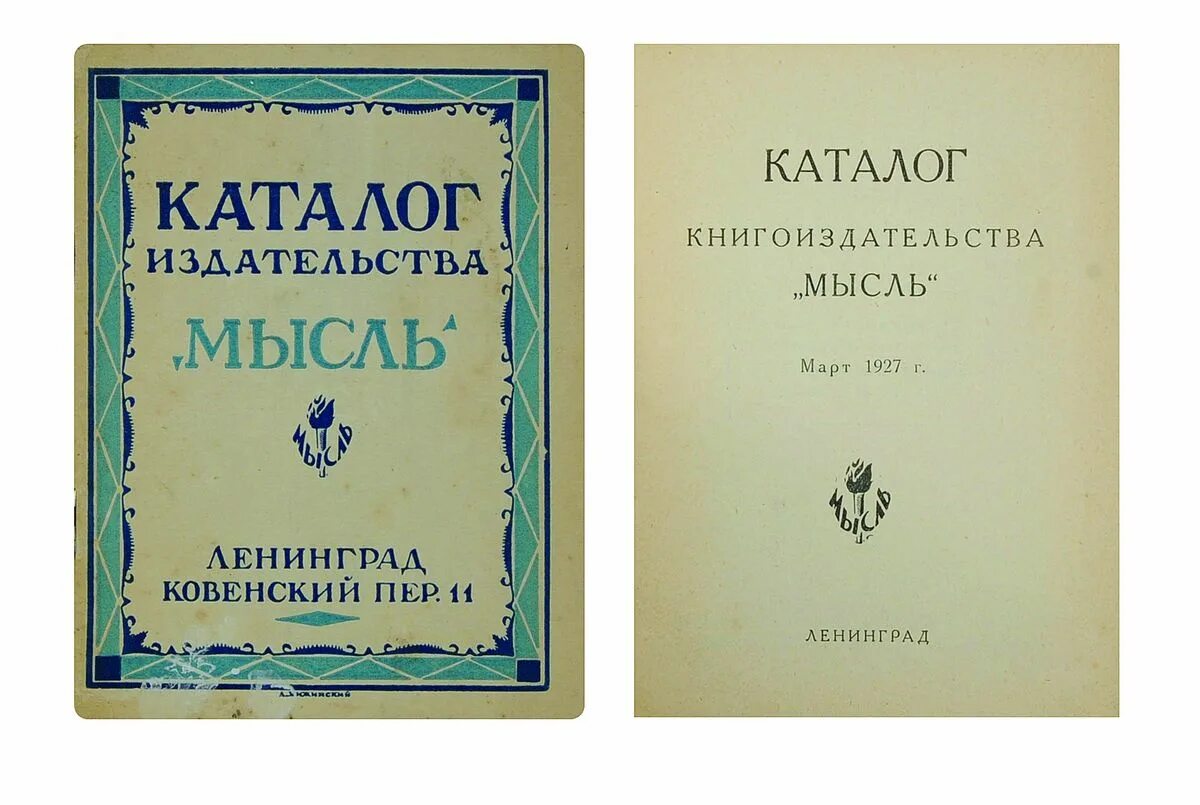 КАТАЛОГ
ИЗДАТЕЛЬСТВА
„МЫСЛЬ“
МЫСЛЬ
ЛЕНИНГРАД
КОВЕНСКИЙ ПЕР. 11
КАТАЛОГ
КНИГОИЗДАТЕЛЬСТВА
„МЫСЛЬ“
Март 1927 г.
МЫСЛЬ
ЛЕНИНГРАД